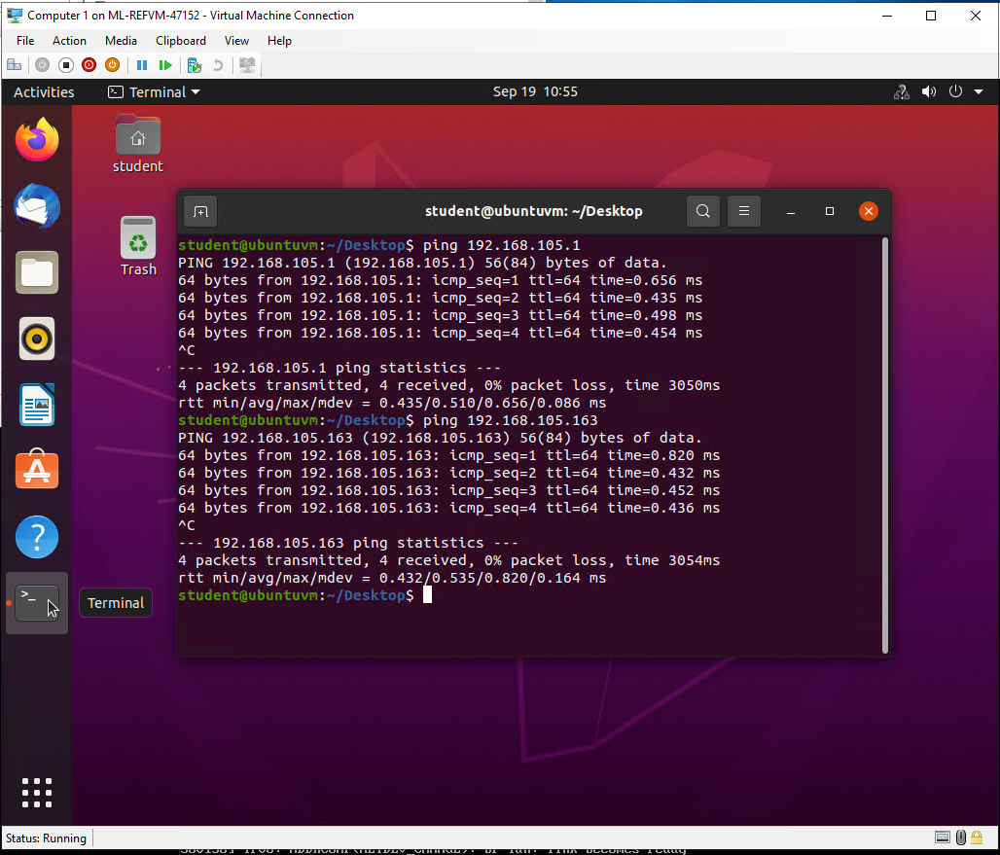 Computer 1 on ML-REFVM-47152 - Virtual Machine Connection
File Action Media Clipboard View Help
Activities Terminal Sep 19 10:55
student
Trash
student@ubuntuvm: ~/Desktop
student@ubuntuvm:~/Desktop$ ping 192.168.105.1
PING 192.168.105.1 (192.168.105.1) 56(84) bytes of data.
64 bytes from 192.168.105.1: icmp_seq=1 ttl=64 time=0.656 ms
64 bytes from 192.168.105.1: icmp_seq=2 ttl=64 time=0.435 ms
64 bytes from 192.168.105.1: icmp_seq=3 ttl=64 time=0.498 ms
64 bytes from 192.168.105.1: icmp_seq=4 ttl=64 time=0.454 ms
^C
--- 192.168.105.1 ping statistics ---
4 packets transmitted, 4 received, 0% packet loss, time 3050ms
rtt min/avg/max/mdev = 0.435/0.510/0.656/0.086 ms
student@ubuntuvm:~/Desktop$ ping 192.168.105.163
PING 192.168.105.163 (192.168.105.163) 56(84) bytes of data.
64 bytes from 192.168.105.163: icmp_seq=1 ttl=64 time=0.820 ms
64 bytes from 192.168.105.163: icmp_seq=2 ttl=64 time=0.432 ms
64 bytes from 192.168.105.163: icmp_seq=3 ttl=64 time=0.452 ms
64 bytes from 192.168.105.163: icmp_seq=4 ttl=64 time=0.436 ms
^C
--- 192.168.105.163 ping statistics ---
4 packets transmitted, 4 received, 0% packet loss, time 3054ms
rtt min/avg/max/mdev = 0.432/0.535/0.820/0.164 ms
student@ubuntuvm:~/Desktop$
Terminal
Status: Running
link becomes ready